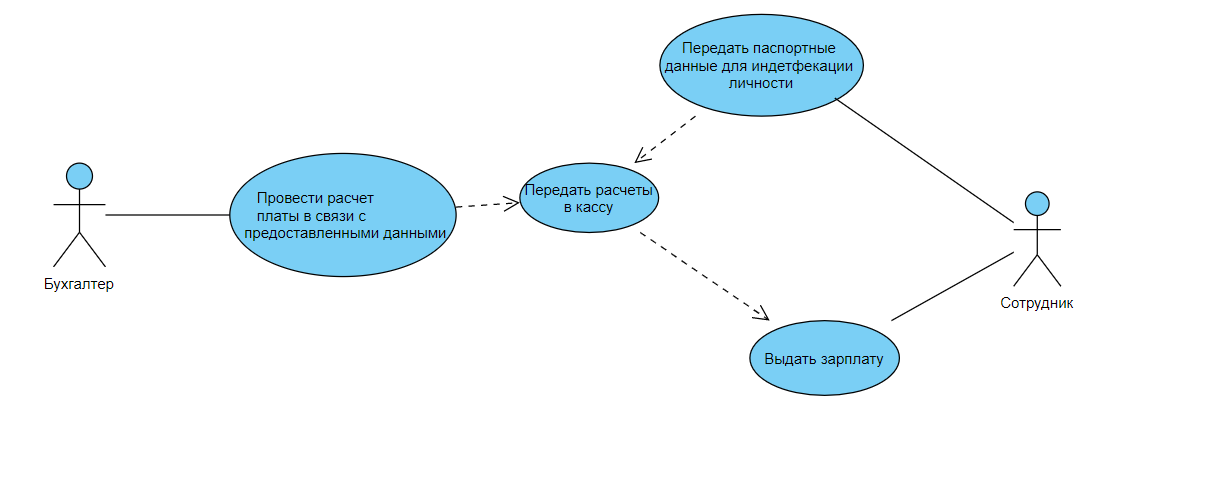 Передать паспортные
данные для индетфекации
личности
Провести расчет
платы в связи с
предоставленными данными
Передать расчеты
в кассу
Бухгалтер
Сотрудник
Выдать зарплату